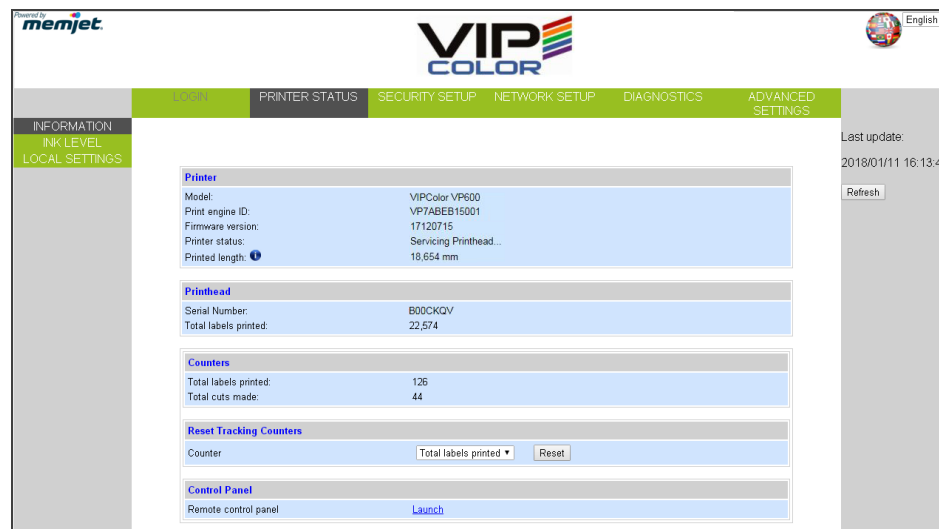 Powered by
memjet.
VIP
COLOR
English
LOGIN PRINTER STATUS SECURITY SETUP NETWORK SETUP DIAGNOSTICS ADVANCED SETTINGS
INFORMATION
INK LEVEL
LOCAL SETTINGS
Last update:
2018/01/11 16:13:4
Refresh
Printer
Model: VIPColor VP600
Print engine ID: VP7ABEB15001
Firmware version: 17120715
Printer status: Servicing Printhead...
Printed length: 18,654 mm
Printhead
Serial Number: B00CKQV
Total labels printed: 22,574
Counters
Total labels printed: 126
Total cuts made: 44
Reset Tracking Counters
Counter Total labels printed Reset
Control Panel
Remote control panel Launch